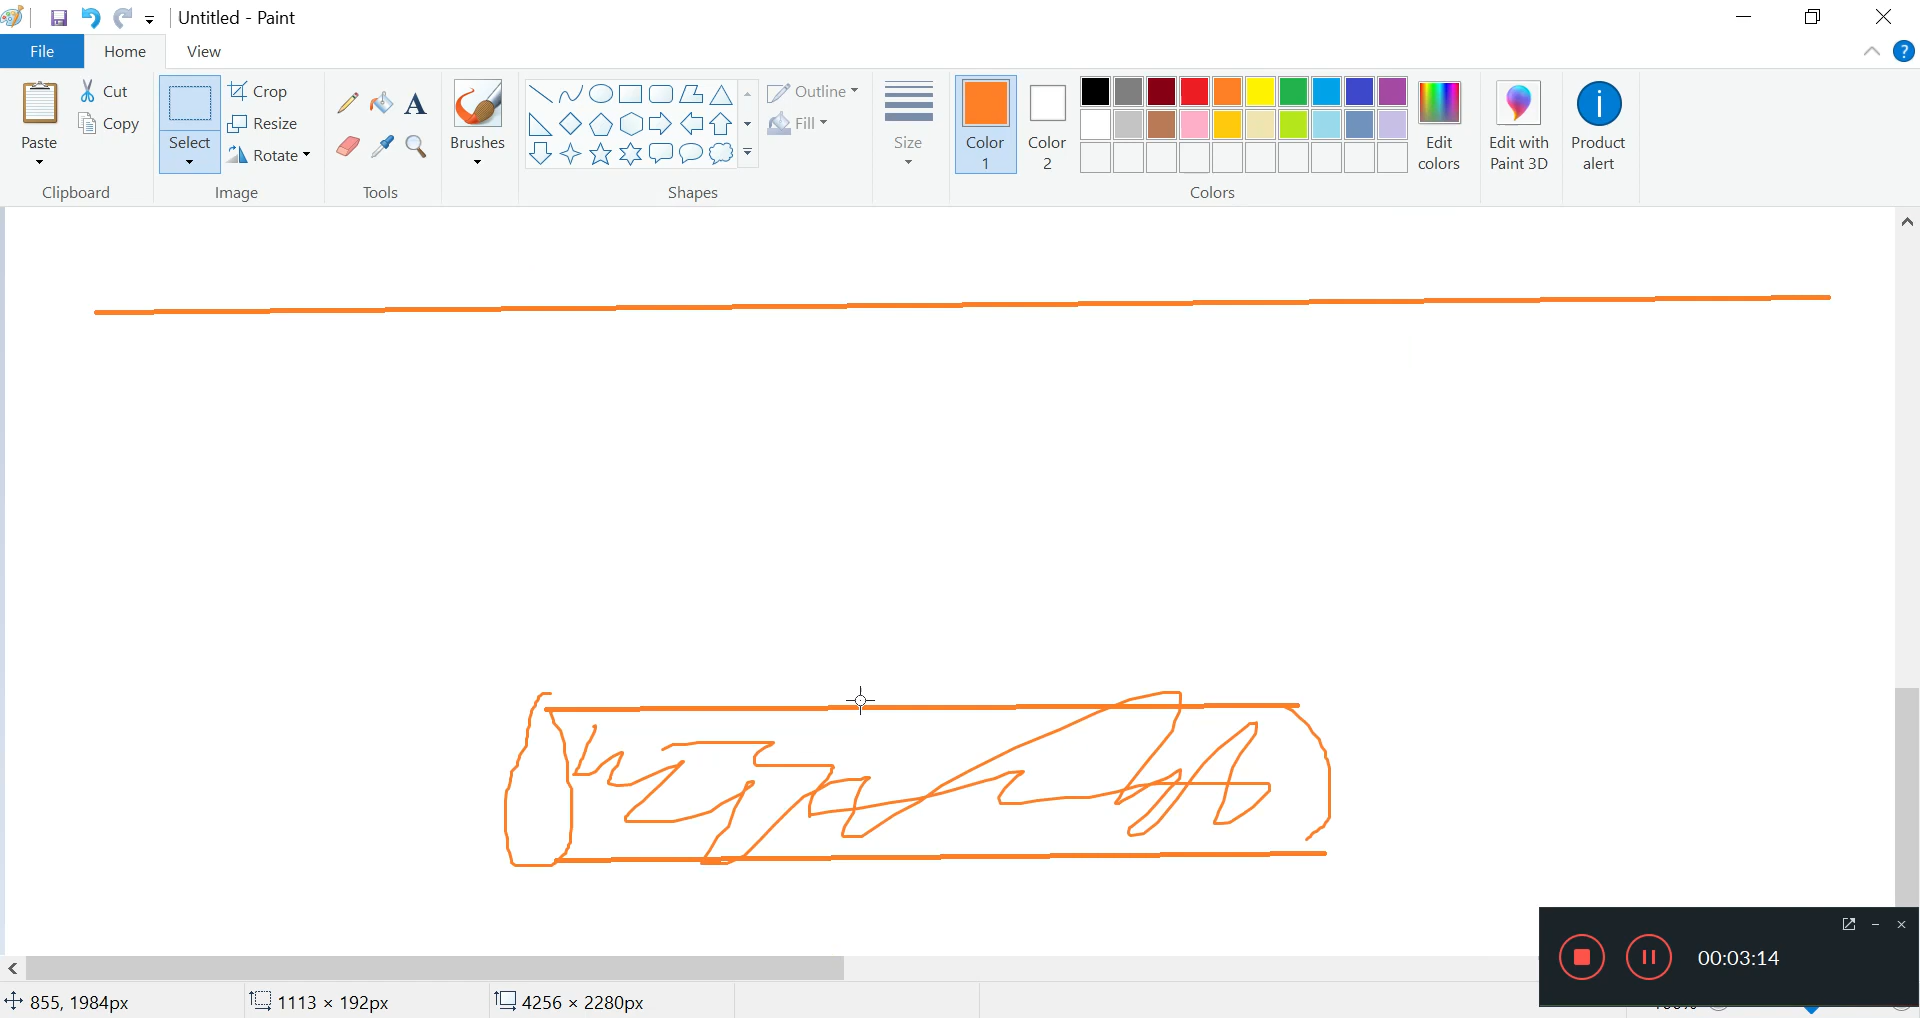 Untitled - Paint
File Home View
Paste Cut Copy Select Crop Resize Rotate A Brushes Outline Fill Size Color 1 Color 2 Edit colors Edit with Paint 3D Product alert
Clipboard Image Tools Shapes Colors
00:03:14
855, 1984px 1113 × 192px 4256 × 2280px